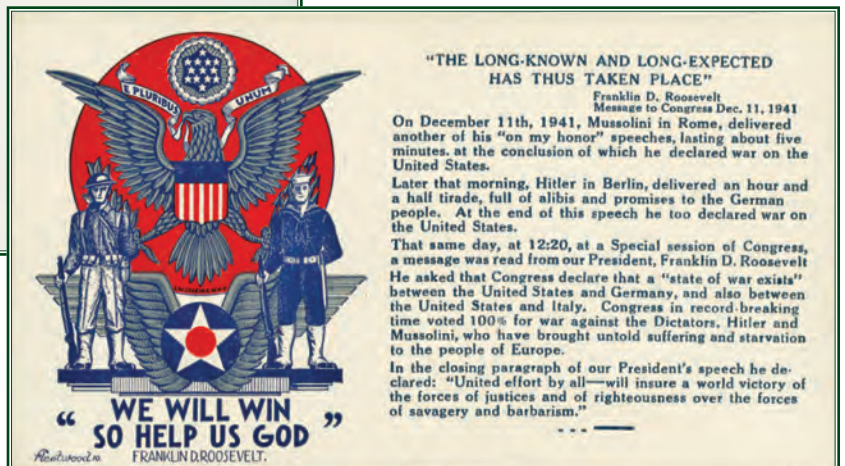 E PLURIBUS UNUM
"WE WILL WIN
SO HELP US GOD"
FRANKLIN D. ROOSEVELT.
Fleetwood
"THE LONG-KNOWN AND LONG-EXPECTED
HAS THUS TAKEN PLACE"
Franklin D. Roosevelt
Message to Congress Dec. 11, 1941
On December 11th, 1941, Mussolini in Rome, delivered
another of his "on my honor" speeches, lasting about five
minutes. at the conclusion of which he declared war on the
United States.
Later that morning, Hitler in Berlin, delivered an hour and
a half tirade, full of alibis and promises to the German
people. At the end of this speech he too declared war on
the United States.
That same day, at 12:20, at a Special session of Congress,
a message was read from our President, Franklin D. Roosevelt
He asked that Congress declare that a "state of war exists"
between the United States and Germany, and also between
the United States and Italy. Congress in record-breaking
time voted 100% for war against the Dictators, Hitler and
Mussolini, who have brought untold suffering and starvation
to the people of Europe.
In the closing paragraph of our President's speech he de-
clared: "United effort by all—will insure a world victory of
the forces of justices and of righteousness over the forces
of savagery and barbarism."